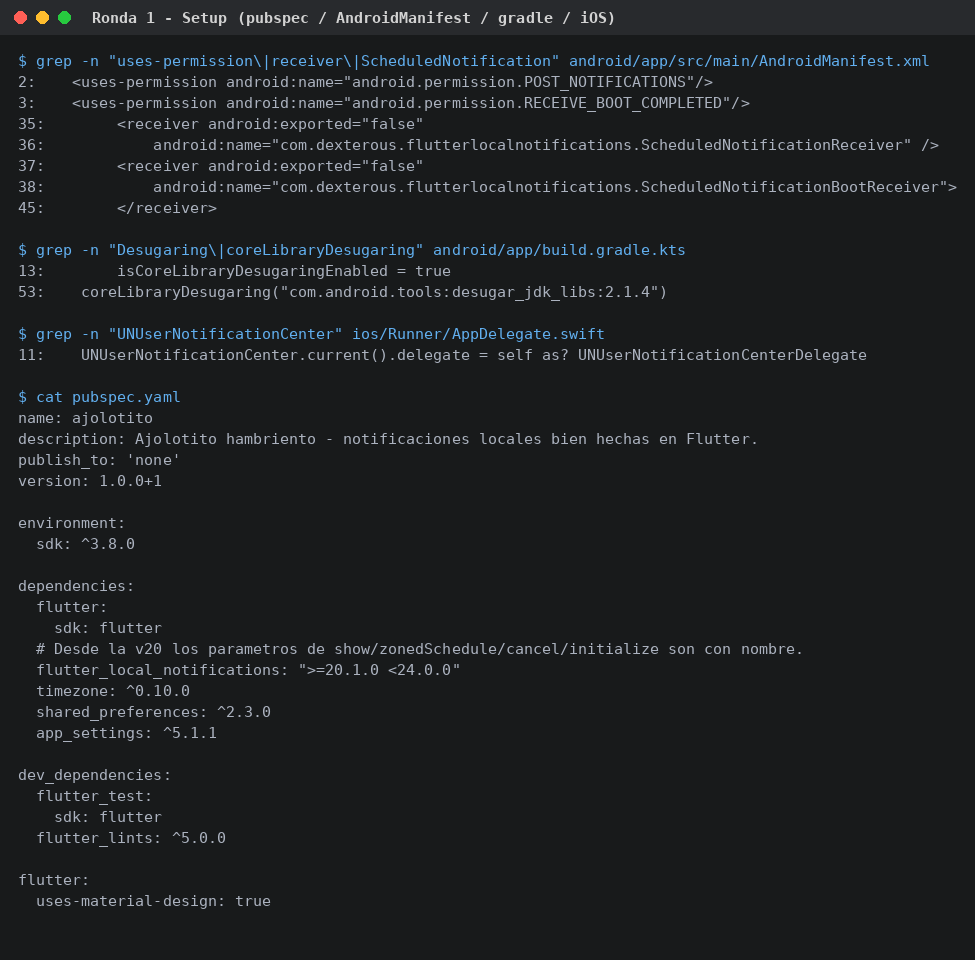 Ronda 1 - Setup (pubspec / AndroidManifest / gradle / iOS)
$ grep -n "uses-permission\|receiver\|ScheduledNotification" android/app/src/main/AndroidManifest.xml
2:    <uses-permission android:name="android.permission.POST_NOTIFICATIONS"/>
3:    <uses-permission android:name="android.permission.RECEIVE_BOOT_COMPLETED"/>
35:        <receiver android:exported="false"
36:            android:name="com.dexterous.flutterlocalnotifications.ScheduledNotificationReceiver" />
37:        <receiver android:exported="false"
38:            android:name="com.dexterous.flutterlocalnotifications.ScheduledNotificationBootReceiver">
45:        </receiver>

$ grep -n "Desugaring\|coreLibraryDesugaring" android/app/build.gradle.kts
13:        isCoreLibraryDesugaringEnabled = true
53:    coreLibraryDesugaring("com.android.tools:desugar_jdk_libs:2.1.4")

$ grep -n "UNUserNotificationCenter" ios/Runner/AppDelegate.swift
11:    UNUserNotificationCenter.current().delegate = self as? UNUserNotificationCenterDelegate

$ cat pubspec.yaml
name: ajolotito
description: Ajolotito hambriento - notificaciones locales bien hechas en Flutter.
publish_to: 'none'
version: 1.0.0+1

environment:
  sdk: ^3.8.0

dependencies:
  flutter:
    sdk: flutter
  # Desde la v20 los parametros de show/zonedSchedule/cancel/initialize son con nombre.
  flutter_local_notifications: ">=20.1.0 <24.0.0"
  timezone: ^0.10.0
  shared_preferences: ^2.3.0
  app_settings: ^5.1.1

dev_dependencies:
  flutter_test:
    sdk: flutter
  flutter_lints: ^5.0.0

flutter:
  uses-material-design: true